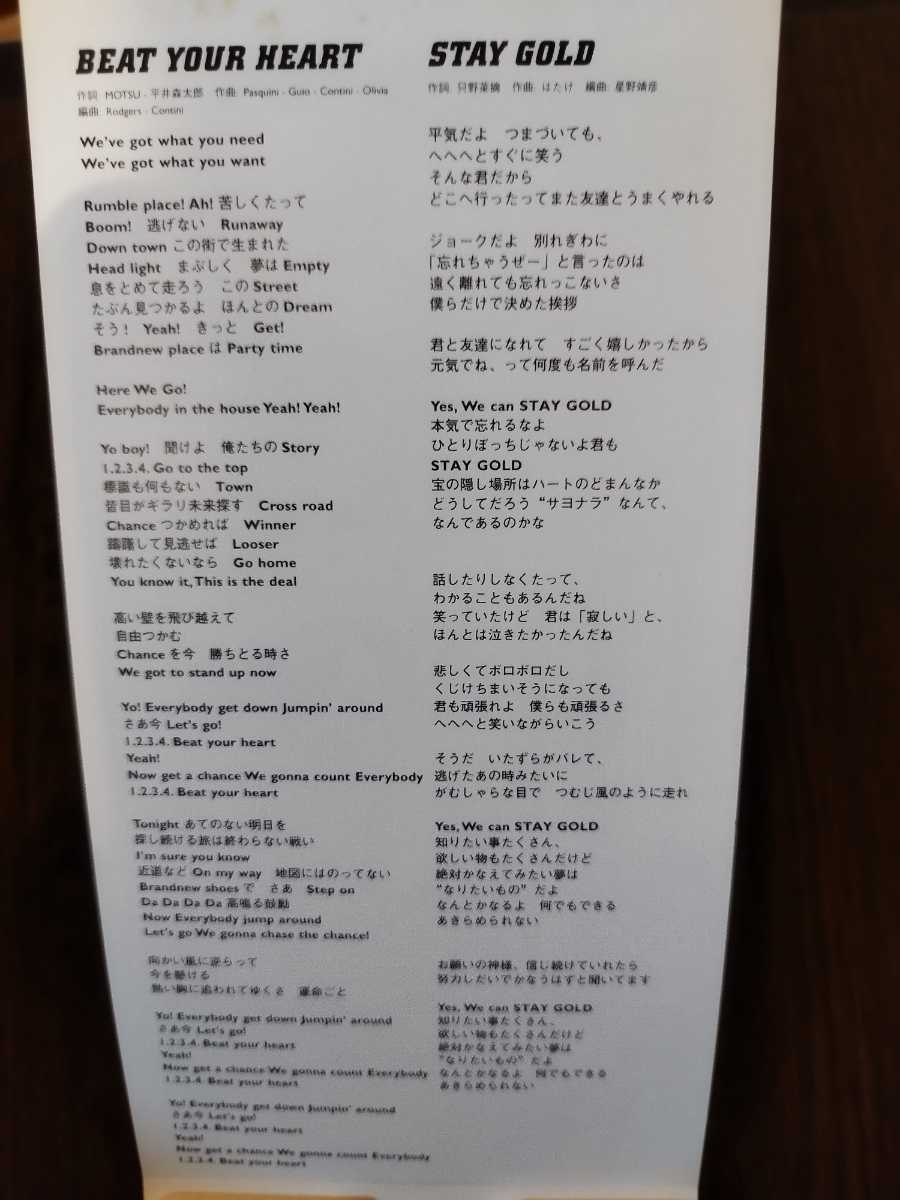 BEAT YOUR HEART
作詞: MOTSU・平井森太郎 作曲: Pasquini・Guio・Contini・Olivia
編曲: Rodgers・Contini
We've got what you need
We've got what you want
Rumble place! Ah! 苦しくたって
Boom! 逃げない Runaway
Down town この街で生まれた
Head light まぶしく 夢は Empty
息をとめて走ろう この Street
たぶん見つかるよ ほんとの Dream
そう! Yeah! きっと Get!
Brandnew place は Party time
Here We Go!
Everybody in the house Yeah! Yeah!
Yo boy! 聞けよ 俺たちの Story
1.2.3.4. Go to the top
標識も何もない Town
皆目がギラリ未来探す Cross road
Chance つかめれば Winner
躊躇して見逃せば Looser
壊れたくないなら Go home
You know it, This is the deal
高い壁を飛び越えて
自由つかむ
Chance を今 勝ちとる時さ
We got to stand up now
Yo! Everybody get down Jumpin' around
さあ今 Let's go!
1.2.3.4. Beat your heart
Yeah!
Now get a chance We gonna count Everybody
1.2.3.4. Beat your heart
Tonight あてのない明日を
探し続ける旅は終わらない戦い
I'm sure you know
近道など On my way 地図にはのってない
Brandnew shoes で さあ Step on
Da Da Da Da 高鳴る鼓動
Now Everybody jump around
Let's go We gonna chase the chance!
向かい風に逆らって
今を懸ける
熱い胸に追われてゆくさ 運命ごと
Yo! Everybody get down Jumpin' around
さあ今 Let's go!
1.2.3.4. Beat your heart
Yeah!
Now get a chance We gonna count Everybody
1.2.3.4. Beat your heart
Yo! Everybody get down Jumpin' around
さあ今 Let's go!
1.2.3.4. Beat your heart
Yeah!
Now get a chance We gonna count Everybody
1.2.3.4. Beat your heart
STAY GOLD
作詞: 只野菜摘 作曲: はたけ 編曲: 星野靖彦
平気だよ つまづいても、
へへへとすぐに笑う
そんな君だから
どこへ行ったってまた友達とうまくやれる
ジョークだよ 別れぎわに
「忘れちゃうぜー」と言ったのは
遠く離れても忘れっこないさ
僕らだけで決めた挨拶
君と友達になれて すごく嬉しかったから
元気でね、って何度も名前を呼んだ
Yes, We can STAY GOLD
本気で忘れるなよ
ひとりぼっちじゃないよ君も
STAY GOLD
宝の隠し場所はハートのどまんなか
どうしてだろう“サヨナラ”なんて、
なんであるのかな
話したりしなくたって、
わかることもあるんだね
笑っていたけど 君は「寂しい」と、
ほんとは泣きたかったんだね
悲しくてボロボロだし
くじけちまいそうになっても
君も頑張れよ 僕らも頑張るさ
へへへと笑いながらいこう
そうだ いたずらがバレて、
逃げたあの時みたいに
がむしゃらな目で つむじ風のように走れ
Yes, We can STAY GOLD
知りたい事たくさん、
欲しい物もたくさんだけど
絶対かなえてみたい夢は
“なりたいもの”だよ
なんとかなるよ 何でもできる
あきらめられない
お願いの神様、信じ続けていれたら
努力しだいでかなうはずと聞いてます
Yes, We can STAY GOLD
知りたい事たくさん、
欲しい物もたくさんだけど
絶対かなえてみたい夢は
“なりたいもの”だよ
なんとかなるよ 何でもできる
あきらめられない